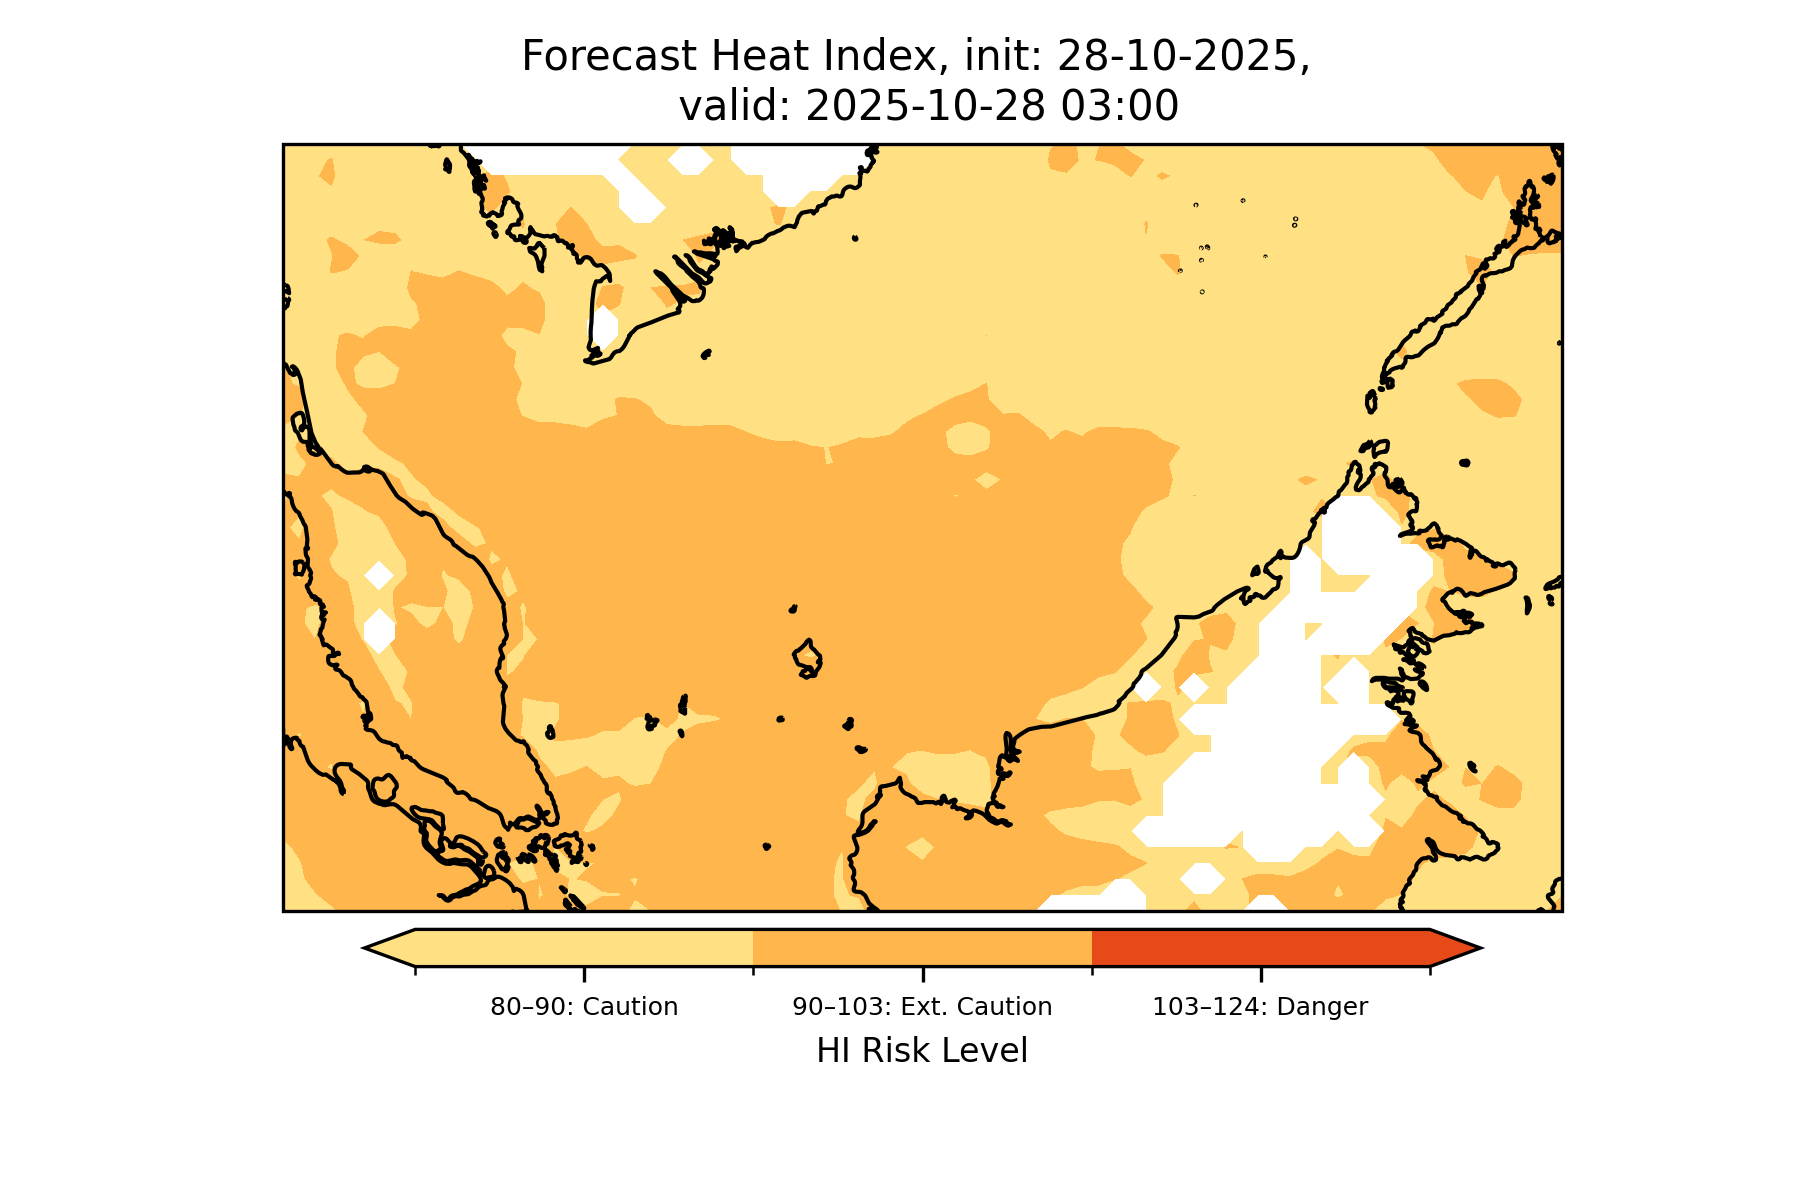 Forecast Heat Index, init: 28-10-2025,
valid: 2025-10-28 03:00
80–90: Caution
90–103: Ext. Caution
103–124: Danger
HI Risk Level